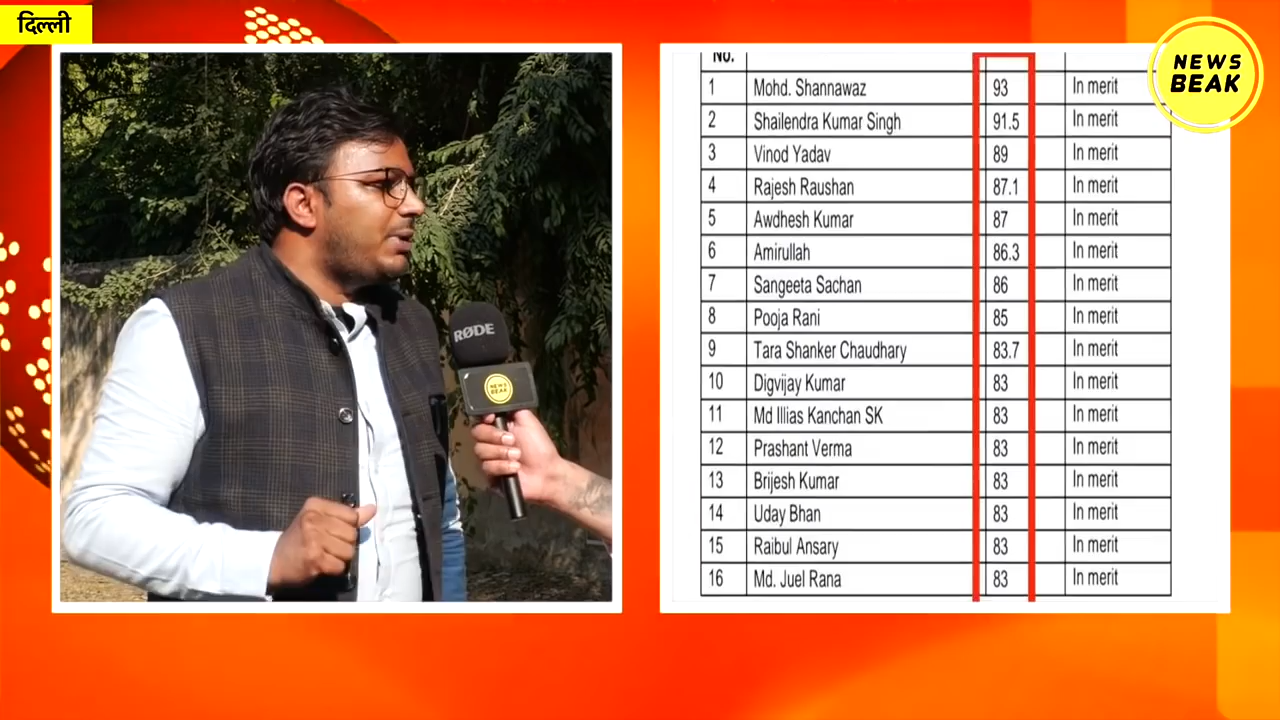 दिल्ली
NEWS
BEAK
RØDE
NEWS
BEAK
No.
1 Mohd. Shannawaz 93 In merit
2 Shailendra Kumar Singh 91.5 In merit
3 Vinod Yadav 89 In merit
4 Rajesh Raushan 87.1 In merit
5 Awdhesh Kumar 87 In merit
6 Amirullah 86.3 In merit
7 Sangeeta Sachan 86 In merit
8 Pooja Rani 85 In merit
9 Tara Shanker Chaudhary 83.7 In merit
10 Digvijay Kumar 83 In merit
11 Md Illias Kanchan SK 83 In merit
12 Prashant Verma 83 In merit
13 Brijesh Kumar 83 In merit
14 Uday Bhan 83 In merit
15 Raibul Ansary 83 In merit
16 Md. Juel Rana 83 In merit